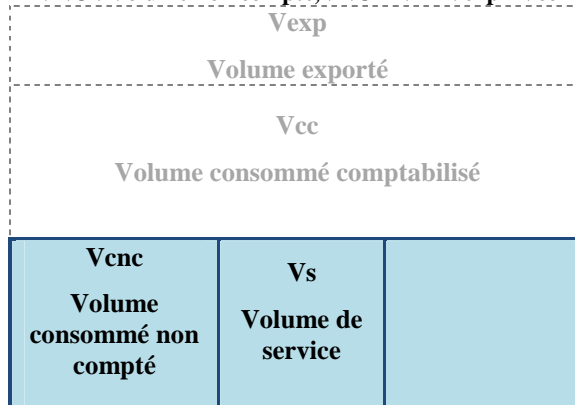 Vexp
Volume exporté
Vcc
Volume consommé comptabilisé
Vcnc
Volume
consommé non
compté
Vs
Volume de
service